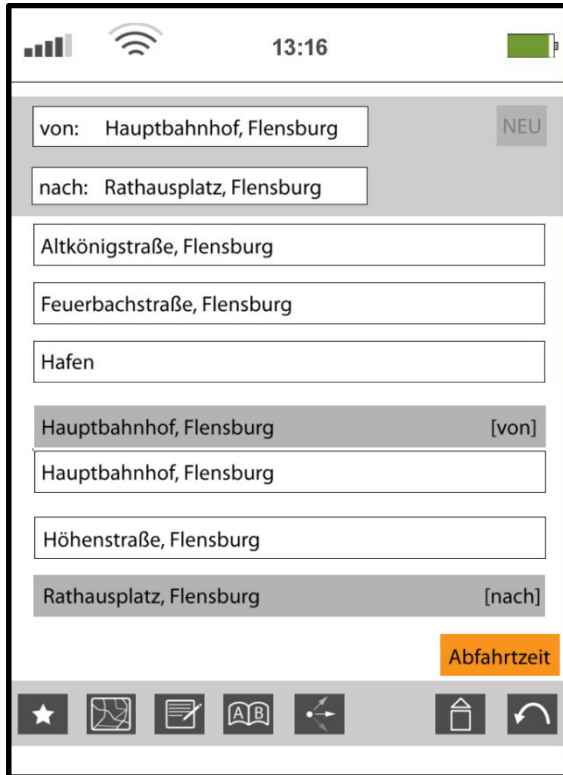 13:16
von: Hauptbahnhof, Flensburg
NEU
nach: Rathausplatz, Flensburg
Altkönigstraße, Flensburg
Feuerbachstraße, Flensburg
Hafen
Hauptbahnhof, Flensburg [von]
Hauptbahnhof, Flensburg
Höhenstraße, Flensburg
Rathausplatz, Flensburg [nach]
Abfahrtzeit
A B